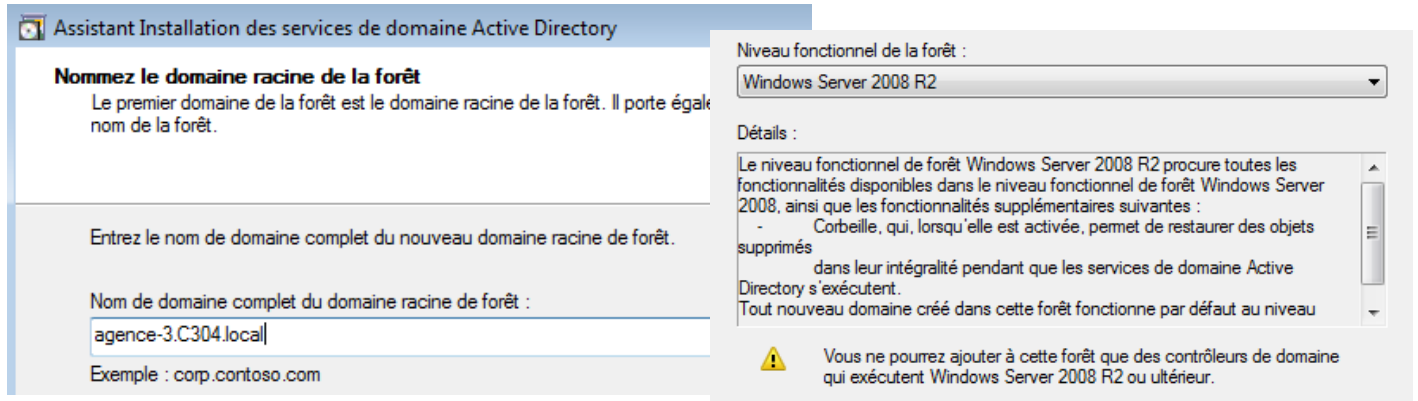 Assistant Installation des services de domaine Active Directory
Nommez le domaine racine de la forêt
Le premier domaine de la forêt est le domaine racine de la forêt. Il porte égale
nom de la forêt.
Entrez le nom de domaine complet du nouveau domaine racine de forêt.
Nom de domaine complet du domaine racine de forêt :
agence-3.C304.local
Exemple : corp.contoso.com
Niveau fonctionnel de la forêt :
Windows Server 2008 R2
Détails :
Le niveau fonctionnel de forêt Windows Server 2008 R2 procure toutes les
fonctionnalités disponibles dans le niveau fonctionnel de forêt Windows Server
2008, ainsi que les fonctionnalités supplémentaires suivantes :
- Corbeille, qui, lorsqu'elle est activée, permet de restaurer des objets
supprimés
dans leur intégralité pendant que les services de domaine Active
Directory s'exécutent.
Tout nouveau domaine créé dans cette forêt fonctionne par défaut au niveau
Vous ne pourrez ajouter à cette forêt que des contrôleurs de domaine
qui exécutent Windows Server 2008 R2 ou ultérieur.